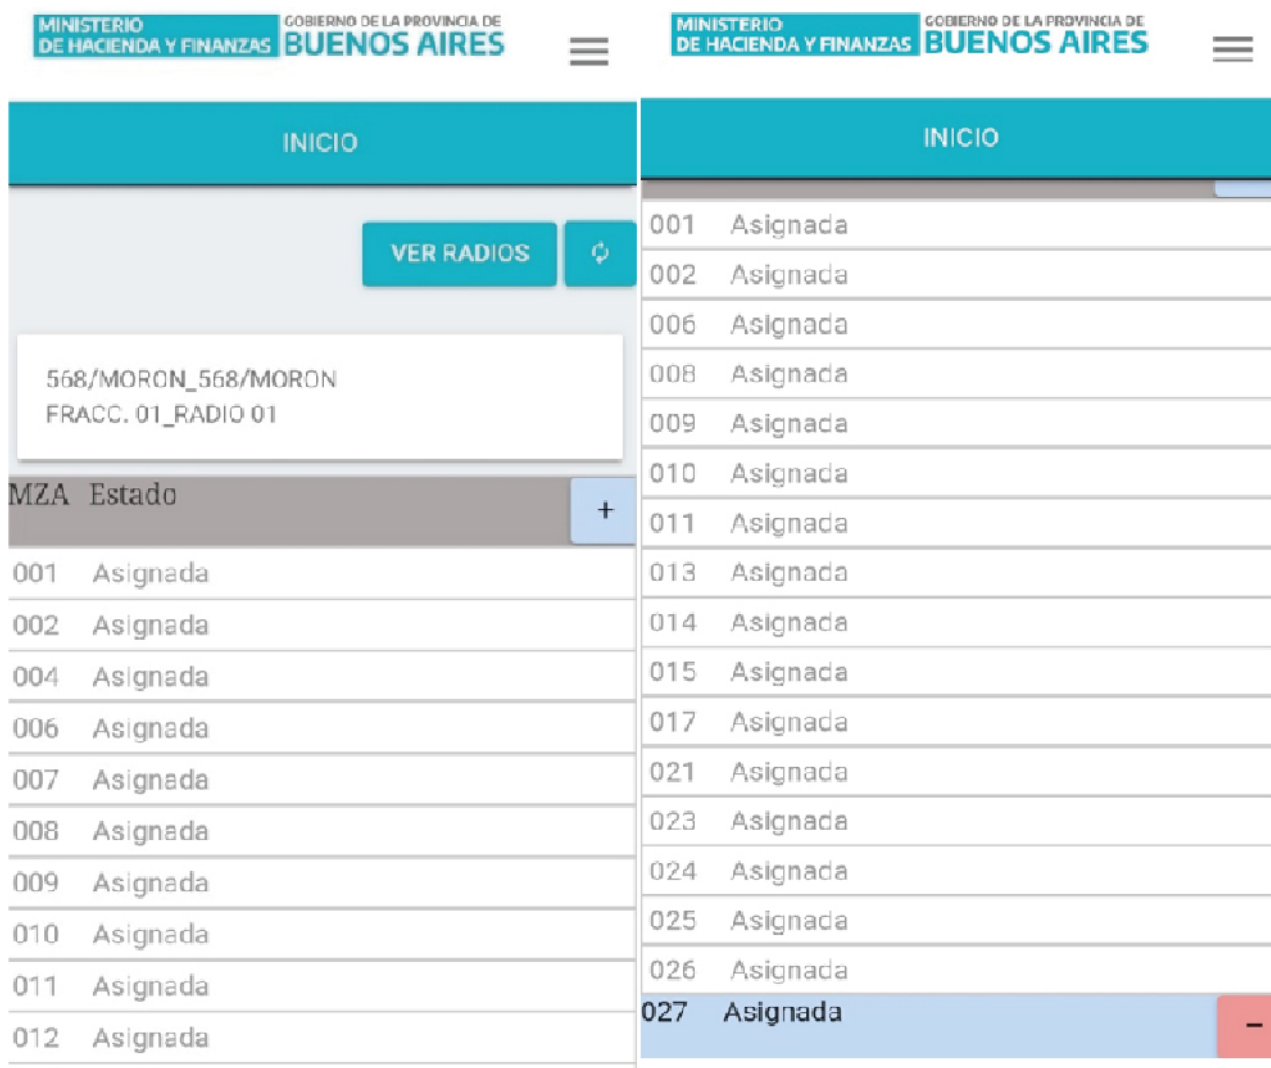 MINISTERIO
DE HACIENDA Y FINANZAS
GOBIERNO DE LA PROVINCIA DE
BUENOS AIRES
INICIO
VER RADIOS
568/MORON_568/MORON
FRACC. 01_RADIO 01
MZA Estado +
001 Asignada
002 Asignada
004 Asignada
006 Asignada
007 Asignada
008 Asignada
009 Asignada
010 Asignada
011 Asignada
012 Asignada
MINISTERIO
DE HACIENDA Y FINANZAS
GOBIERNO DE LA PROVINCIA DE
BUENOS AIRES
INICIO
001 Asignada
002 Asignada
006 Asignada
008 Asignada
009 Asignada
010 Asignada
011 Asignada
013 Asignada
014 Asignada
015 Asignada
017 Asignada
021 Asignada
023 Asignada
024 Asignada
025 Asignada
026 Asignada
027 Asignada −